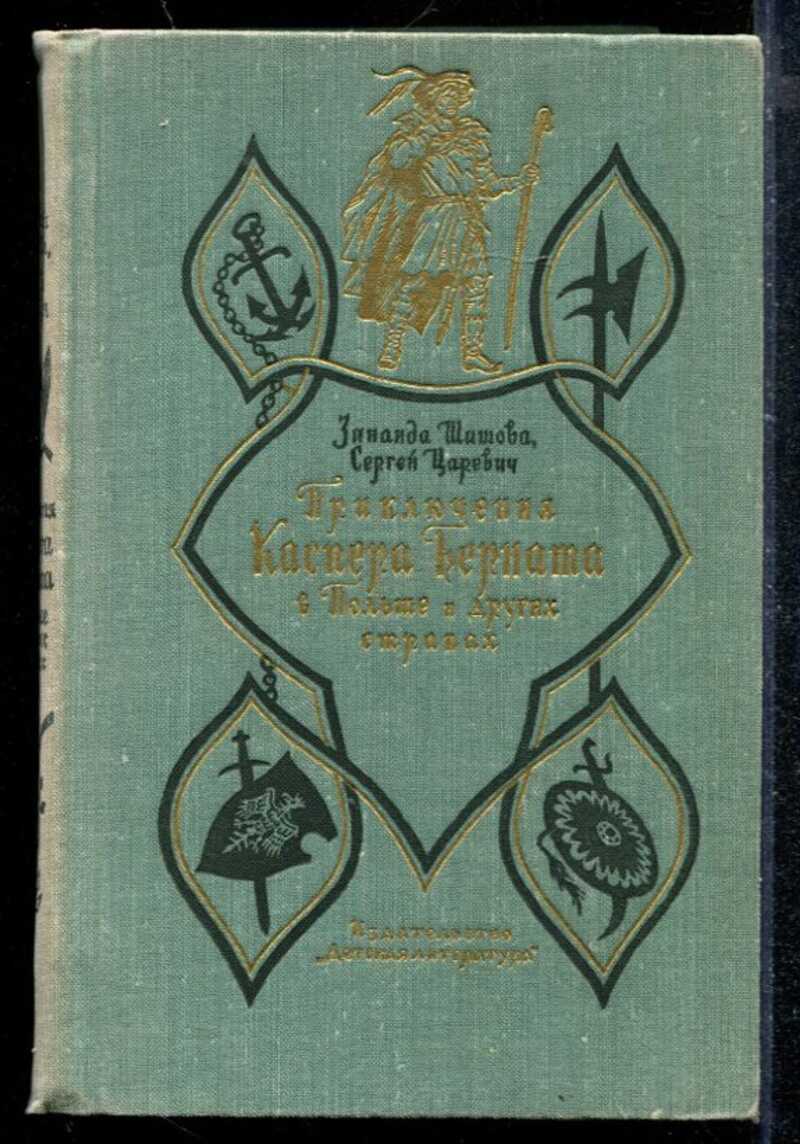 Зинаида Шишова,
Сергей Царевич
Приключения
Каспера Берната
в Польше и других
странах
Издательство
„Детская литература"